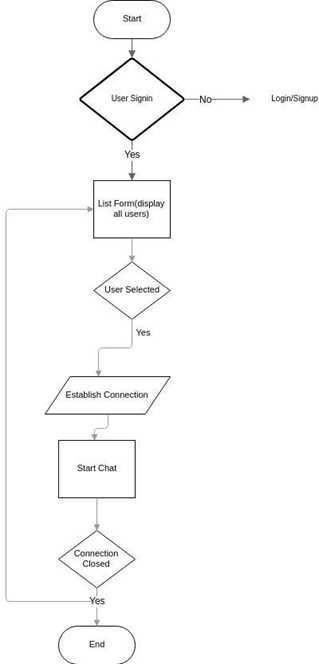 Start
User Signin
No
Login/Signup
Yes
List Form(display
all users)
User Selected
Yes
Establish Connection
Start Chat
Connection
Closed
Yes
End